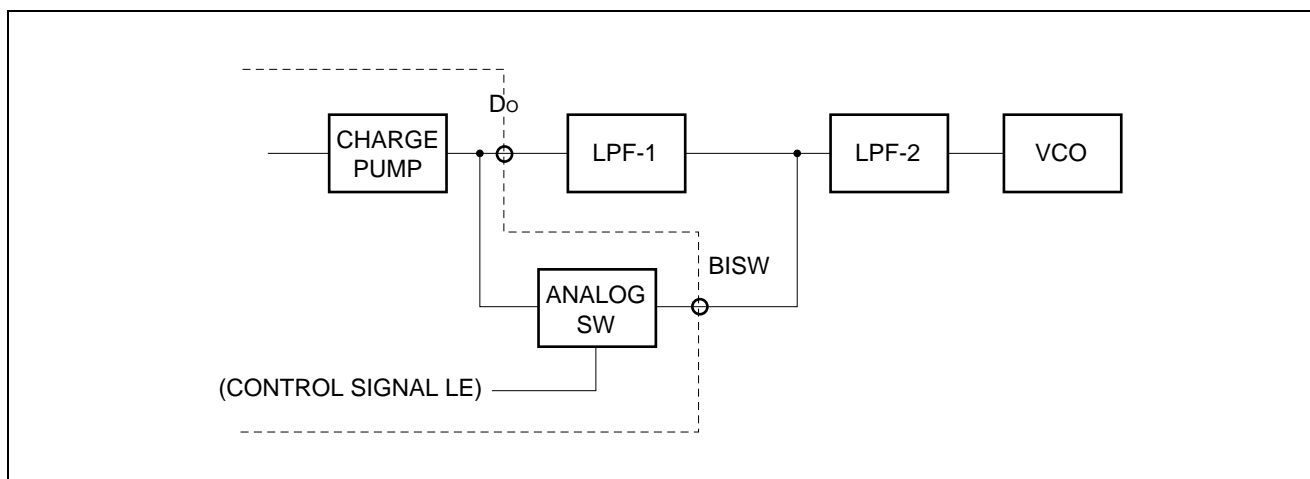 DO
CHARGE
PUMP
LPF-1
LPF-2
VCO
BISW
ANALOG
SW
(CONTROL SIGNAL LE)